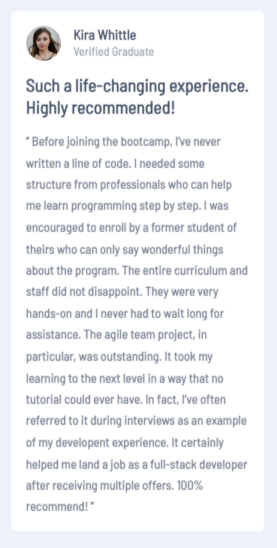 Kira Whittle
Verified Graduate
Such a life-changing experience.
Highly recommended!
“ Before joining the bootcamp, I’ve never
written a line of code. I needed some
structure from professionals who can help
me learn programming step by step. I was
encouraged to enroll by a former student of
theirs who can only say wonderful things
about the program. The entire curriculum and
staff did not disappoint. They were very
hands-on and I never had to wait long for
assistance. The agile team project, in
particular, was outstanding. It took my
learning to the next level in a way that no
tutorial could ever have. In fact, I’ve often
referred to it during interviews as an example
of my developent experience. It certainly
helped me land a job as a full-stack developer
after receiving multiple offers. 100%
recommend! ”